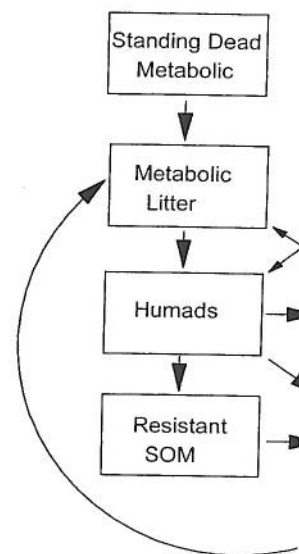 Standing Dead
Metabolic
Metabolic
Litter
Humads
Resistant
SOM